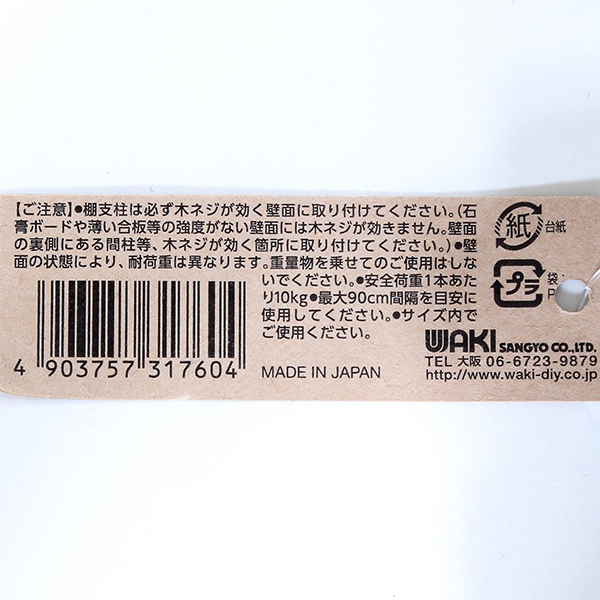 【ご注意】●棚支柱は必ず木ネジが効く壁面に取り付けてください。（石
膏ボードや薄い合板等の強度がない壁面には木ネジが効きません。壁面
の裏側にある間柱等、木ネジが効く箇所に取り付けてください。）●壁
面の状態により、耐荷重は異なります。重量物を乗せてのご使用はしな
いでください。●安全荷重1本あた
り10kg●最大90cm間隔を目安に
使用してください。●サイズ内で
ご使用ください。
4 903757 317604
MADE IN JAPAN
紙
台紙
プラ
袋：
P
WAKI SANGYO CO.,LTD.
TEL 大阪 06-6723-9879
http://www.waki-diy.co.jp